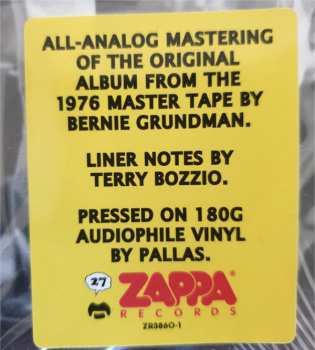 ALL-ANALOG MASTERING
OF THE ORIGINAL
ALBUM FROM THE
1976 MASTER TAPE BY
BERNIE GRUNDMAN.
LINER NOTES BY
TERRY BOZZIO.
PRESSED ON 180G
AUDIOPHILE VINYL
BY PALLAS.
27
ZAPPA®
RECORDS
ZR3860-1